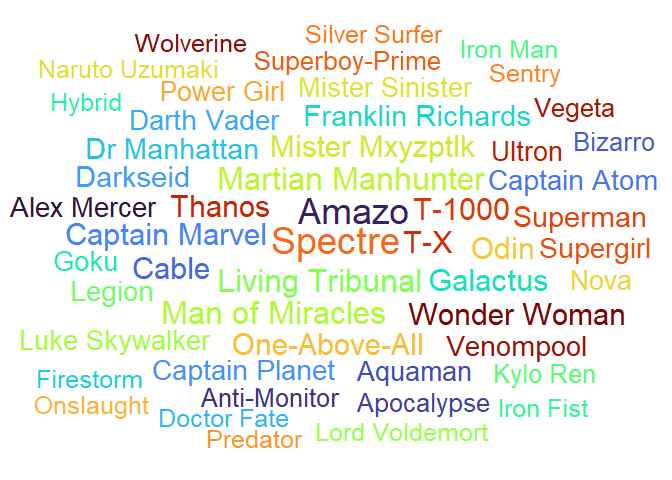 Silver Surfer
Wolverine
Iron Man
Superboy-Prime
Naruto Uzumaki
Sentry
Power Girl
Mister Sinister
Hybrid
Vegeta
Darth Vader
Franklin Richards
Bizarro
Dr Manhattan
Mister Mxyzptlk
Ultron
Darkseid
Martian Manhunter
Captain Atom
Alex Mercer
Thanos
Amazo
T-1000
Superman
Captain Marvel
Spectre
T-X
Odin
Supergirl
Goku
Cable
Living Tribunal
Galactus
Nova
Legion
Man of Miracles
Wonder Woman
Luke Skywalker
One-Above-All
Venompool
Firestorm
Captain Planet
Aquaman
Kylo Ren
Onslaught
Anti-Monitor
Apocalypse
Iron Fist
Doctor Fate
Predator
Lord Voldemort